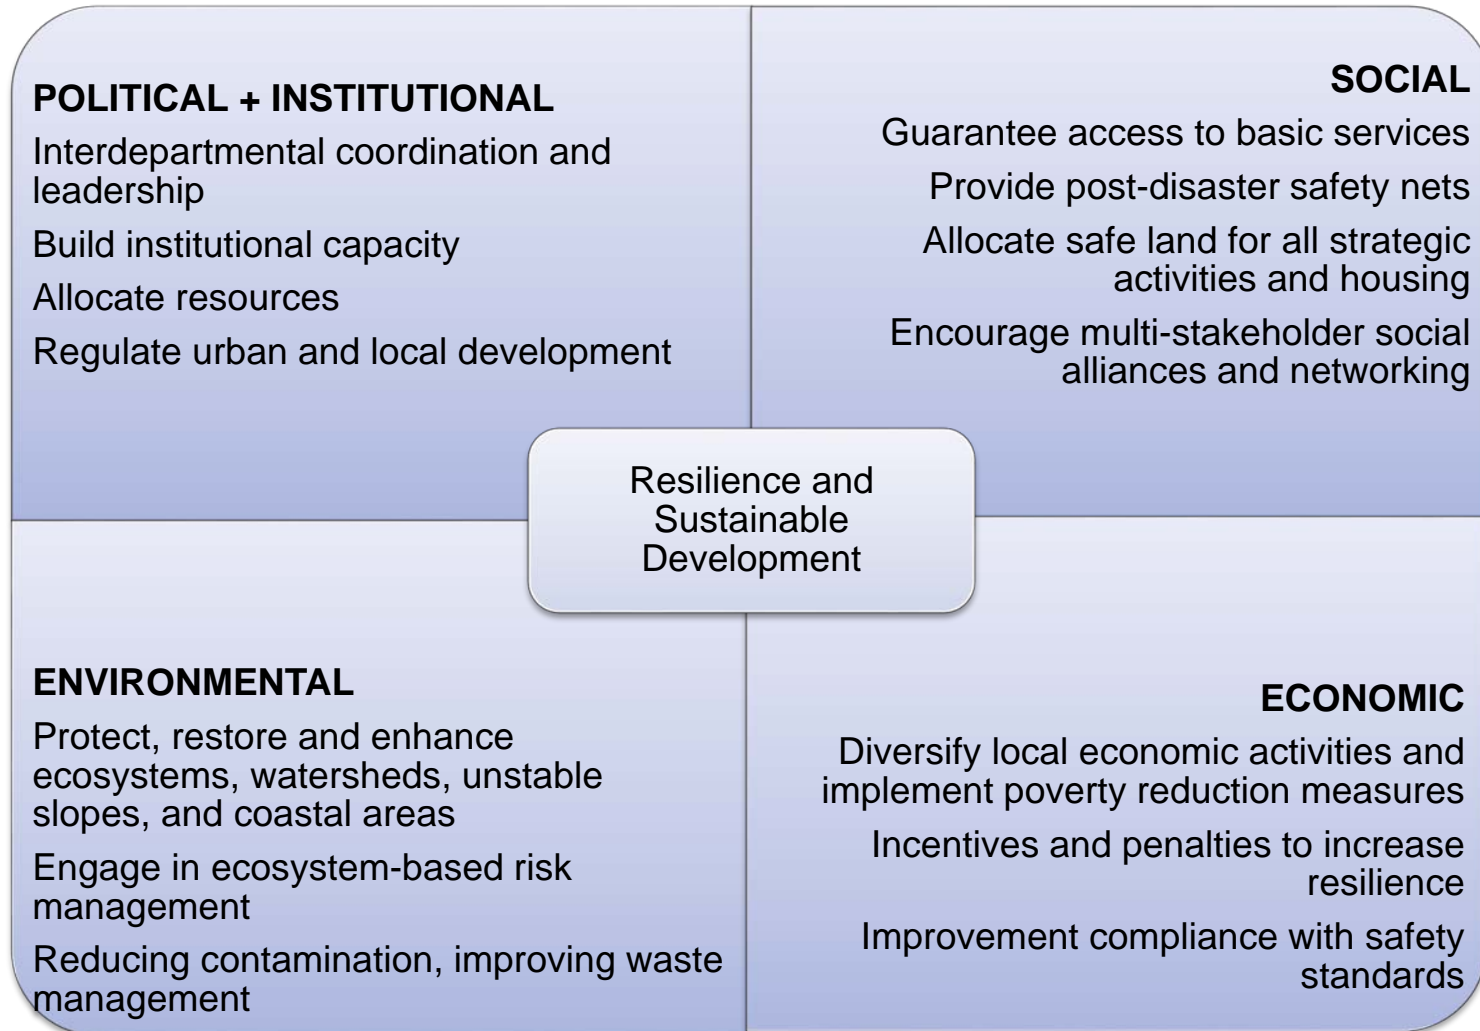 POLITICAL + INSTITUTIONAL
Interdepartmental coordination and
leadership
Build institutional capacity
Allocate resources
Regulate urban and local development
SOCIAL
Guarantee access to basic services
Provide post-disaster safety nets
Allocate safe land for all strategic
activities and housing
Encourage multi-stakeholder social
alliances and networking
Resilience and
Sustainable
Development
ENVIRONMENTAL
Protect, restore and enhance
ecosystems, watersheds, unstable
slopes, and coastal areas
Engage in ecosystem-based risk
management
Reducing contamination, improving waste
management
ECONOMIC
Diversify local economic activities and
implement poverty reduction measures
Incentives and penalties to increase
resilience
Improvement compliance with safety
standards